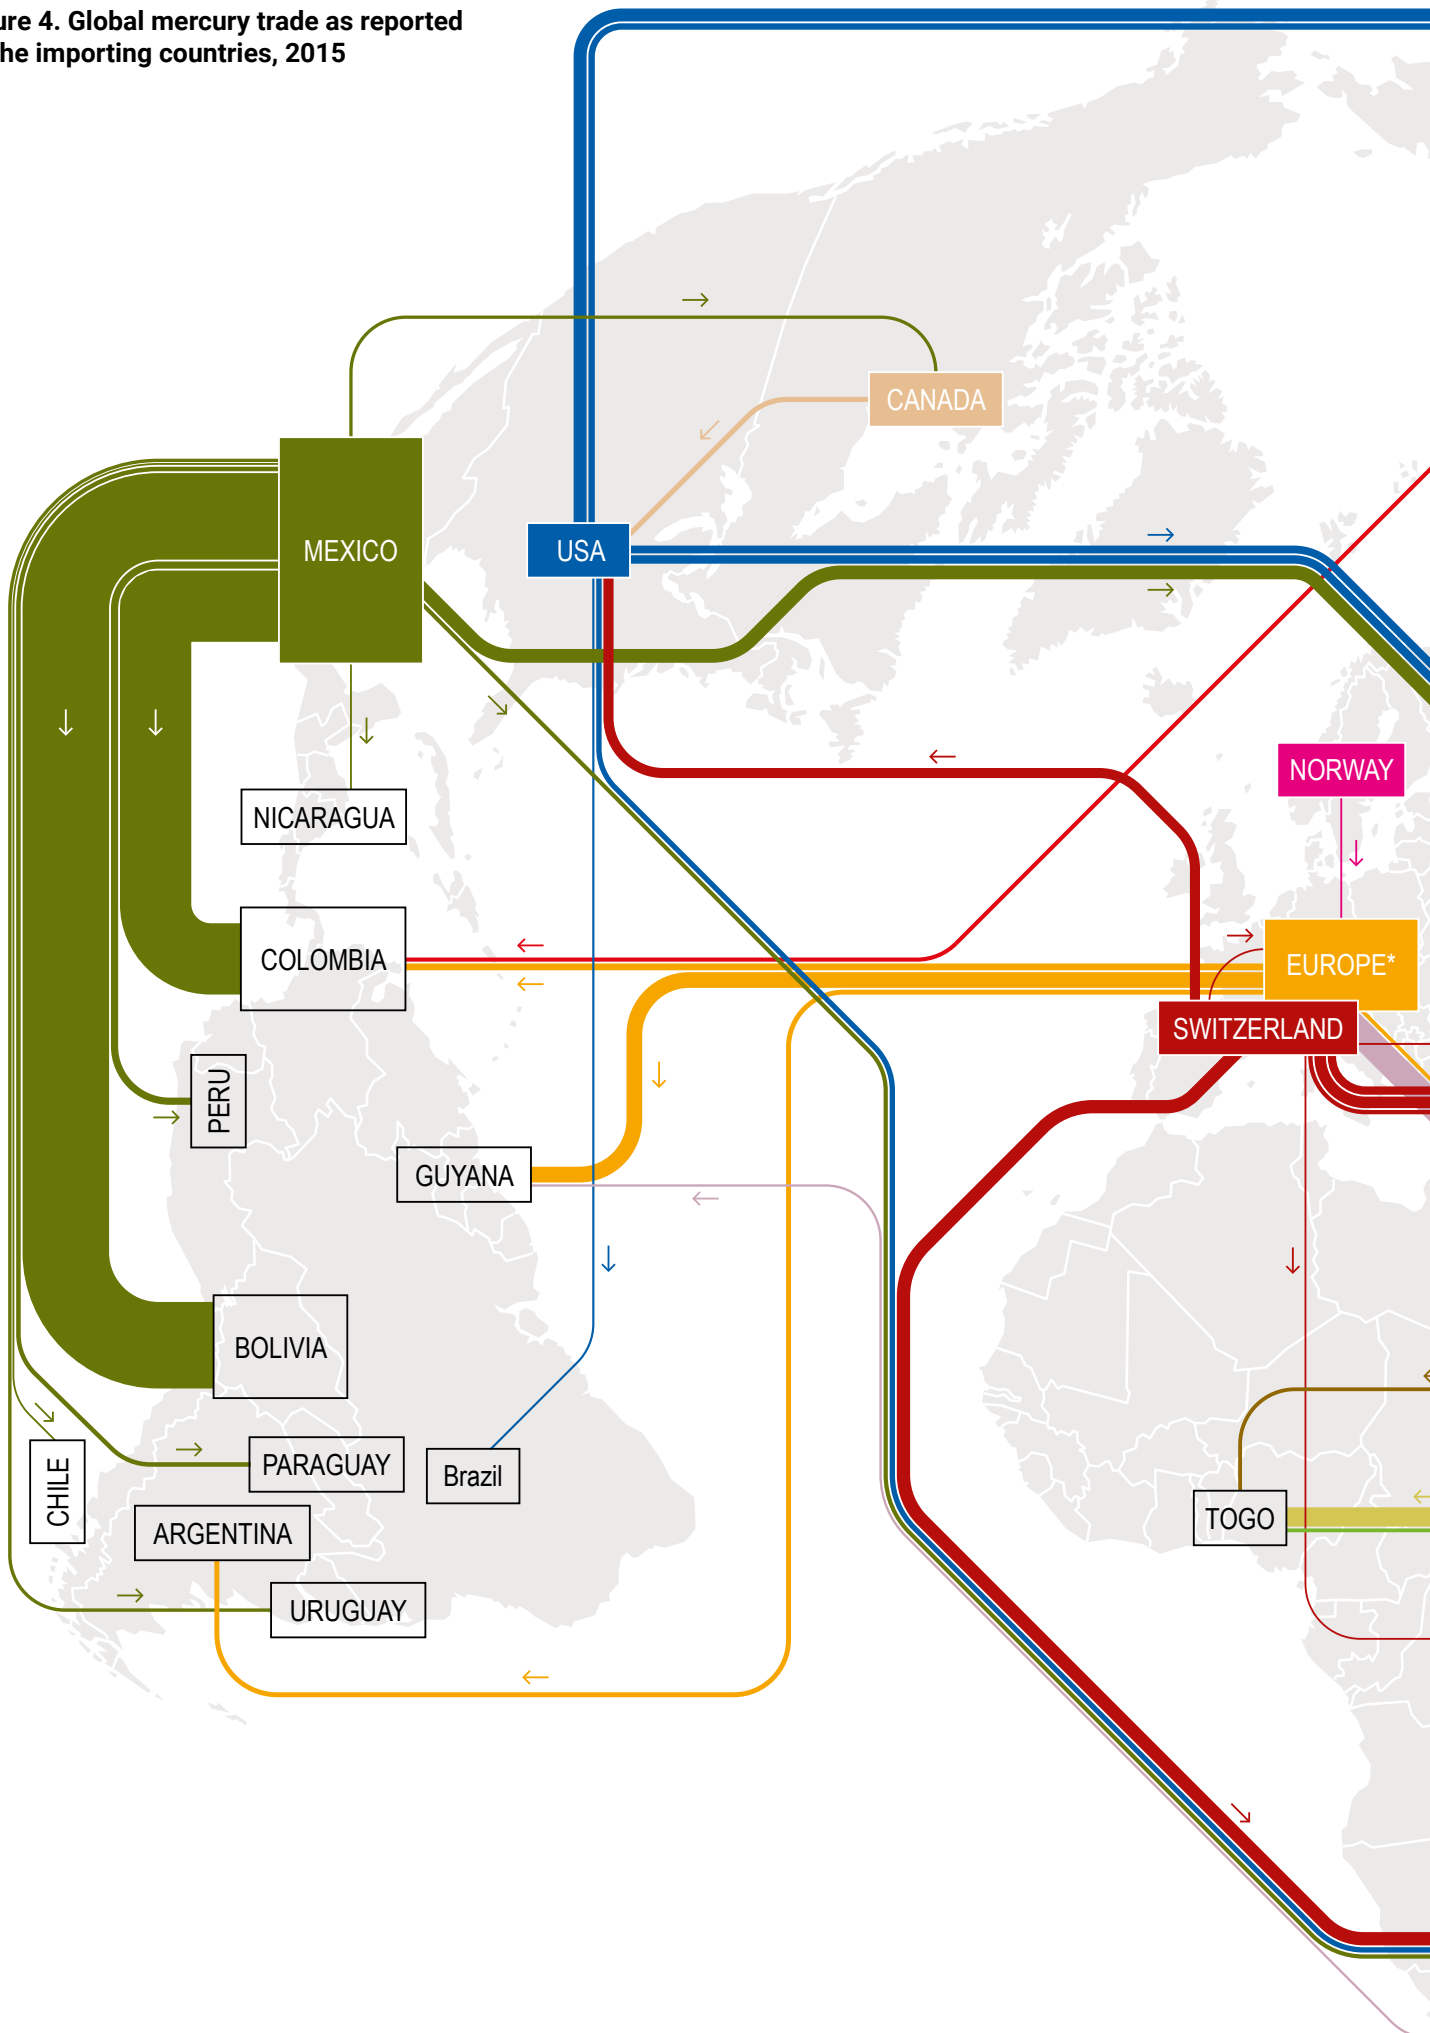 ure 4. Global mercury trade as reported
he importing countries, 2015
CANADA
MEXICO
USA
NORWAY
NICARAGUA
COLOMBIA
EUROPE*
SWITZERLAND
PERU
GUYANA
BOLIVIA
PARAGUAY
Brazil
CHILE
TOGO
ARGENTINA
URUGUAY